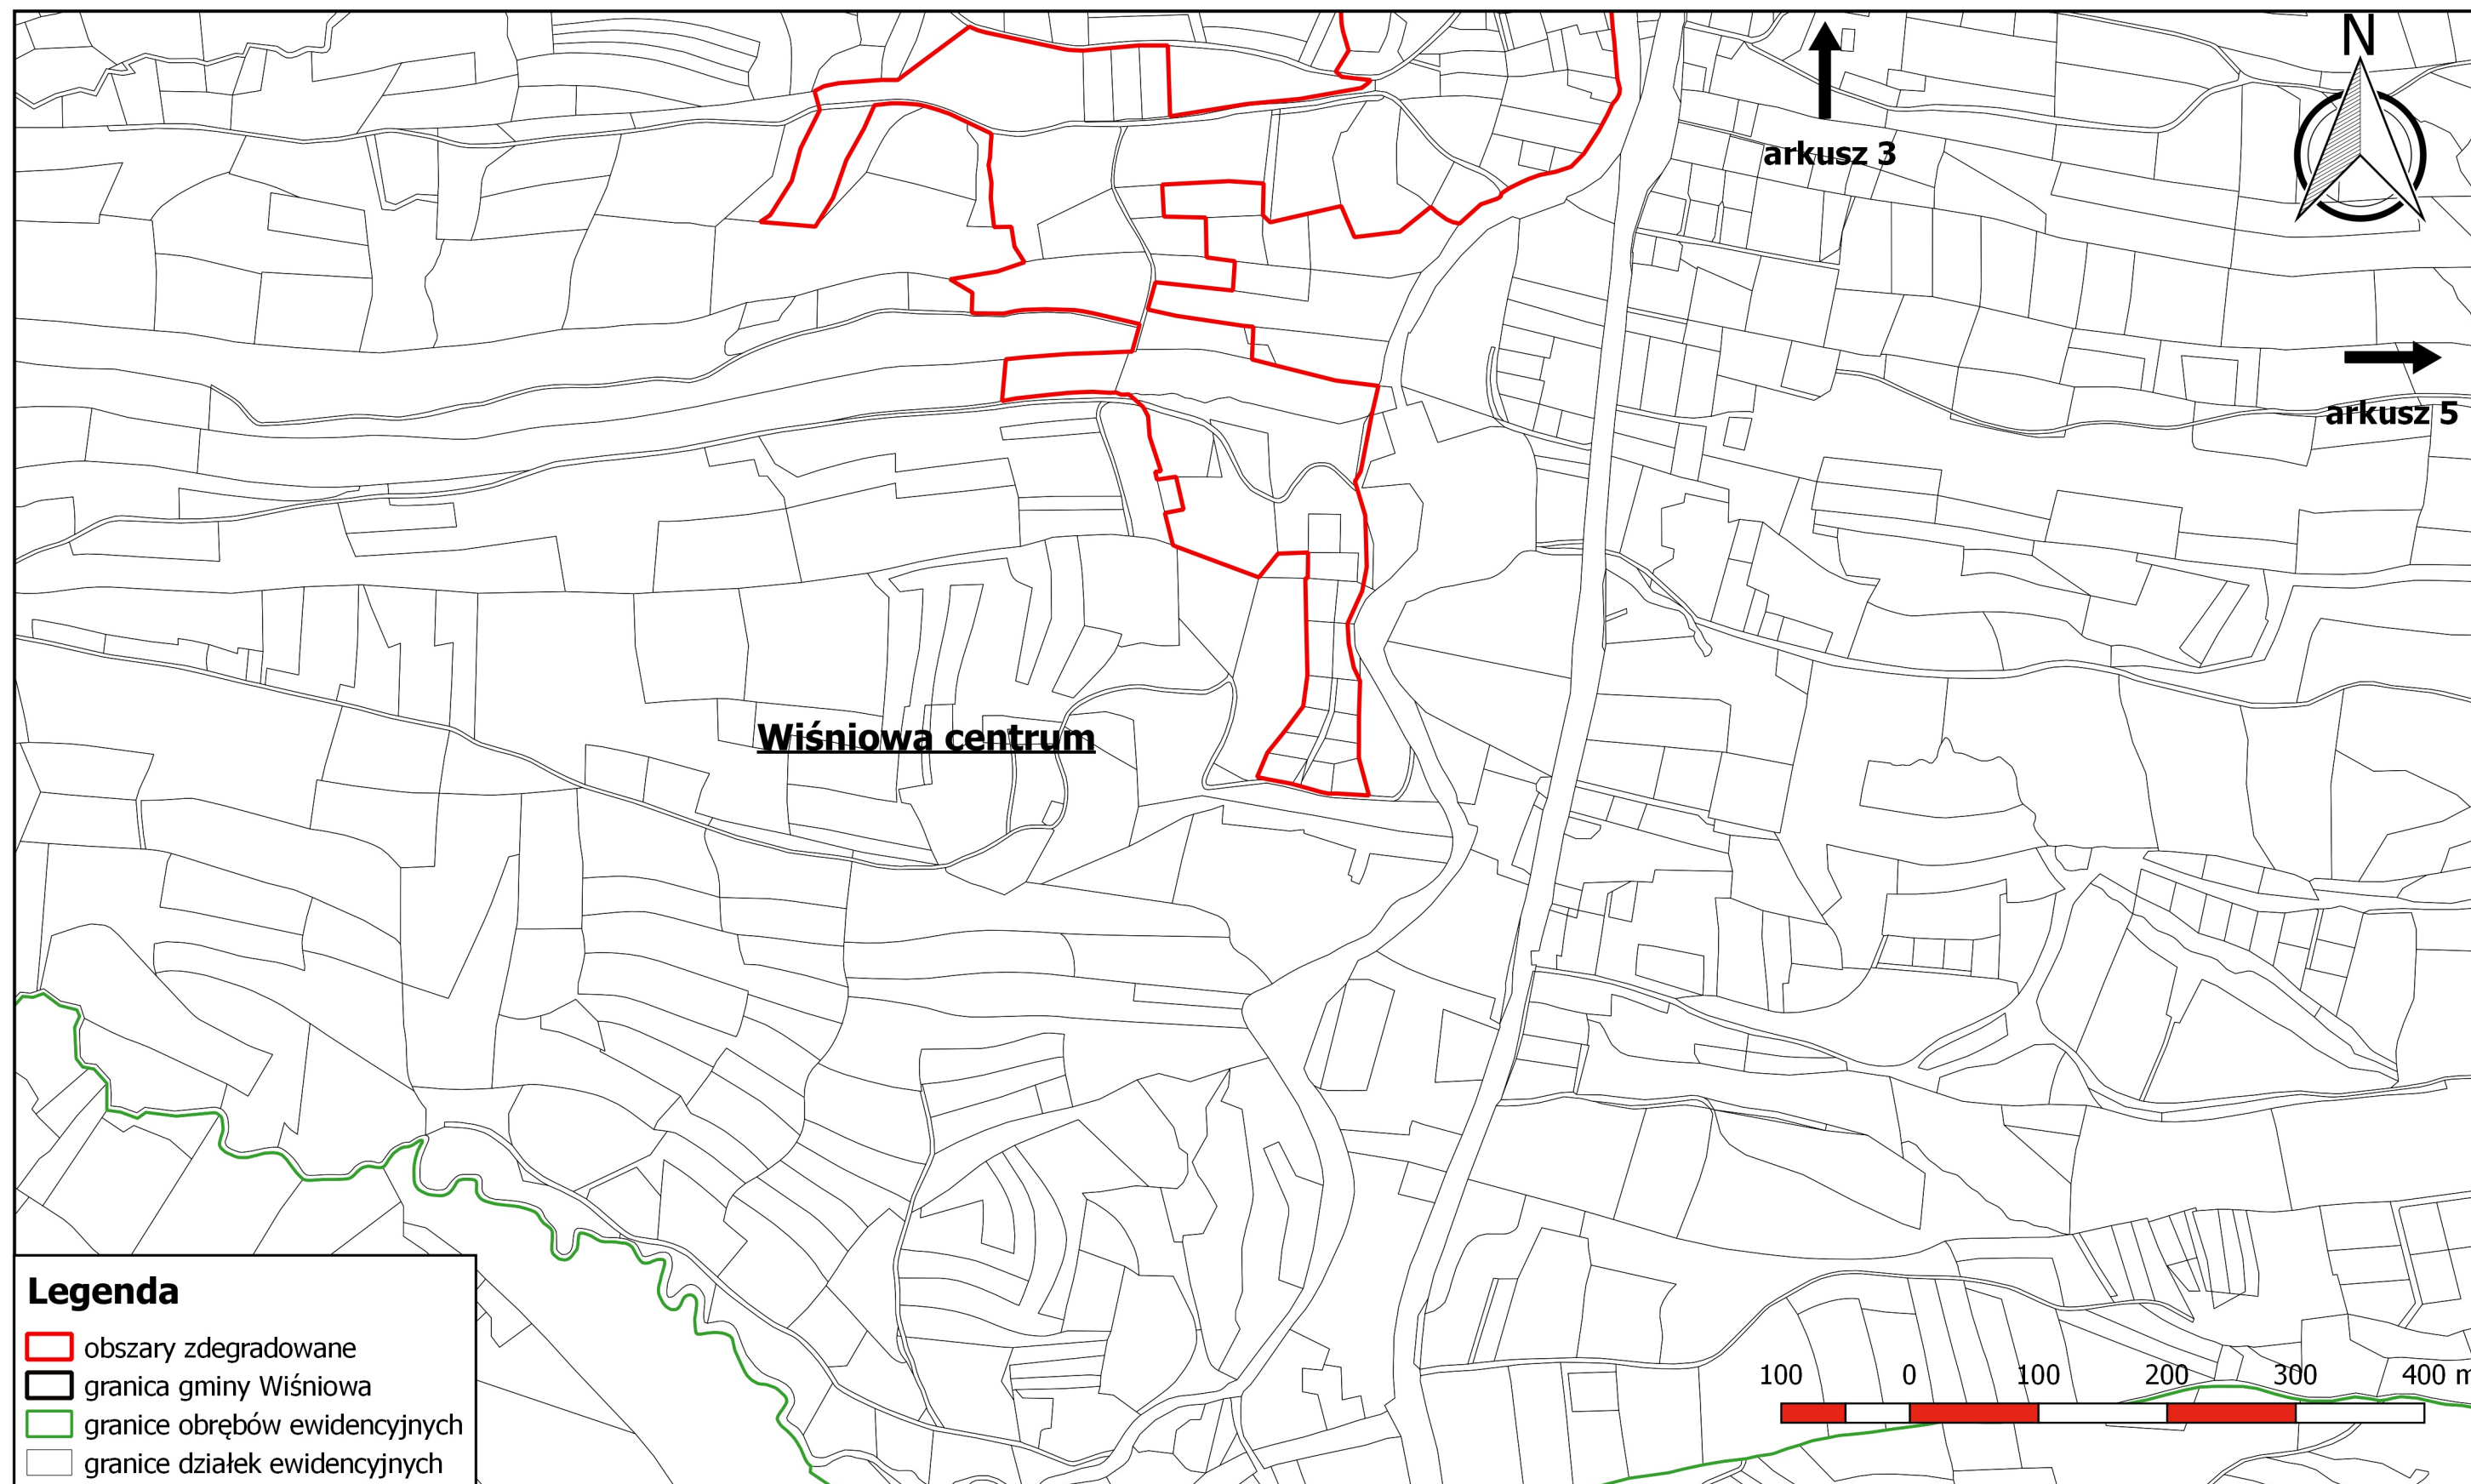 N
arkusz 3
arkusz 5
Wiśniowa centrum
Legenda
obszary zdegradowane
granica gminy Wiśniowa
granice obrębów ewidencyjnych
granice działek ewidencyjnych
100 0 100 200 300 400 m